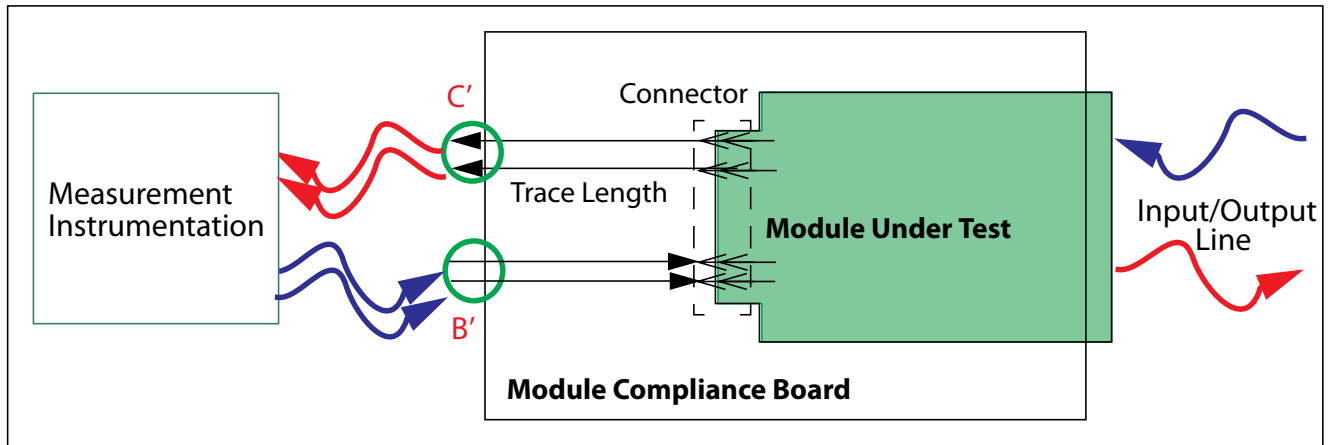 C’
Connector
Measurement
Instrumentation
Trace Length
Module Under Test
Input/Output
Line
B’
Module Compliance Board